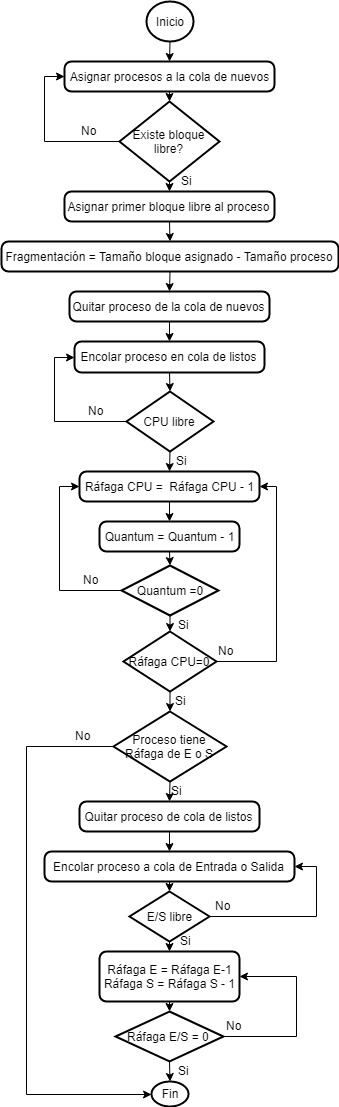 Inicio
Asignar procesos a la cola de nuevos
No
Existe bloque
libre?
Si
Asignar primer bloque libre al proceso
Fragmentación = Tamaño bloque asignado - Tamaño proceso
Quitar proceso de la cola de nuevos
Encolar proceso en cola de listos
No
CPU libre
Si
Ráfaga CPU = Ráfaga CPU - 1
Quantum = Quantum - 1
No
Quantum =0
Si
No
Ráfaga CPU=0
Si
No
Proceso tiene
Ráfaga de E o S
Si
Quitar proceso de cola de listos
Encolar proceso a cola de Entrada o Salida
No
E/S libre
Si
Ráfaga E = Ráfaga E-1
Ráfaga S = Ráfaga S - 1
No
Ráfaga E/S = 0
Si
Fin